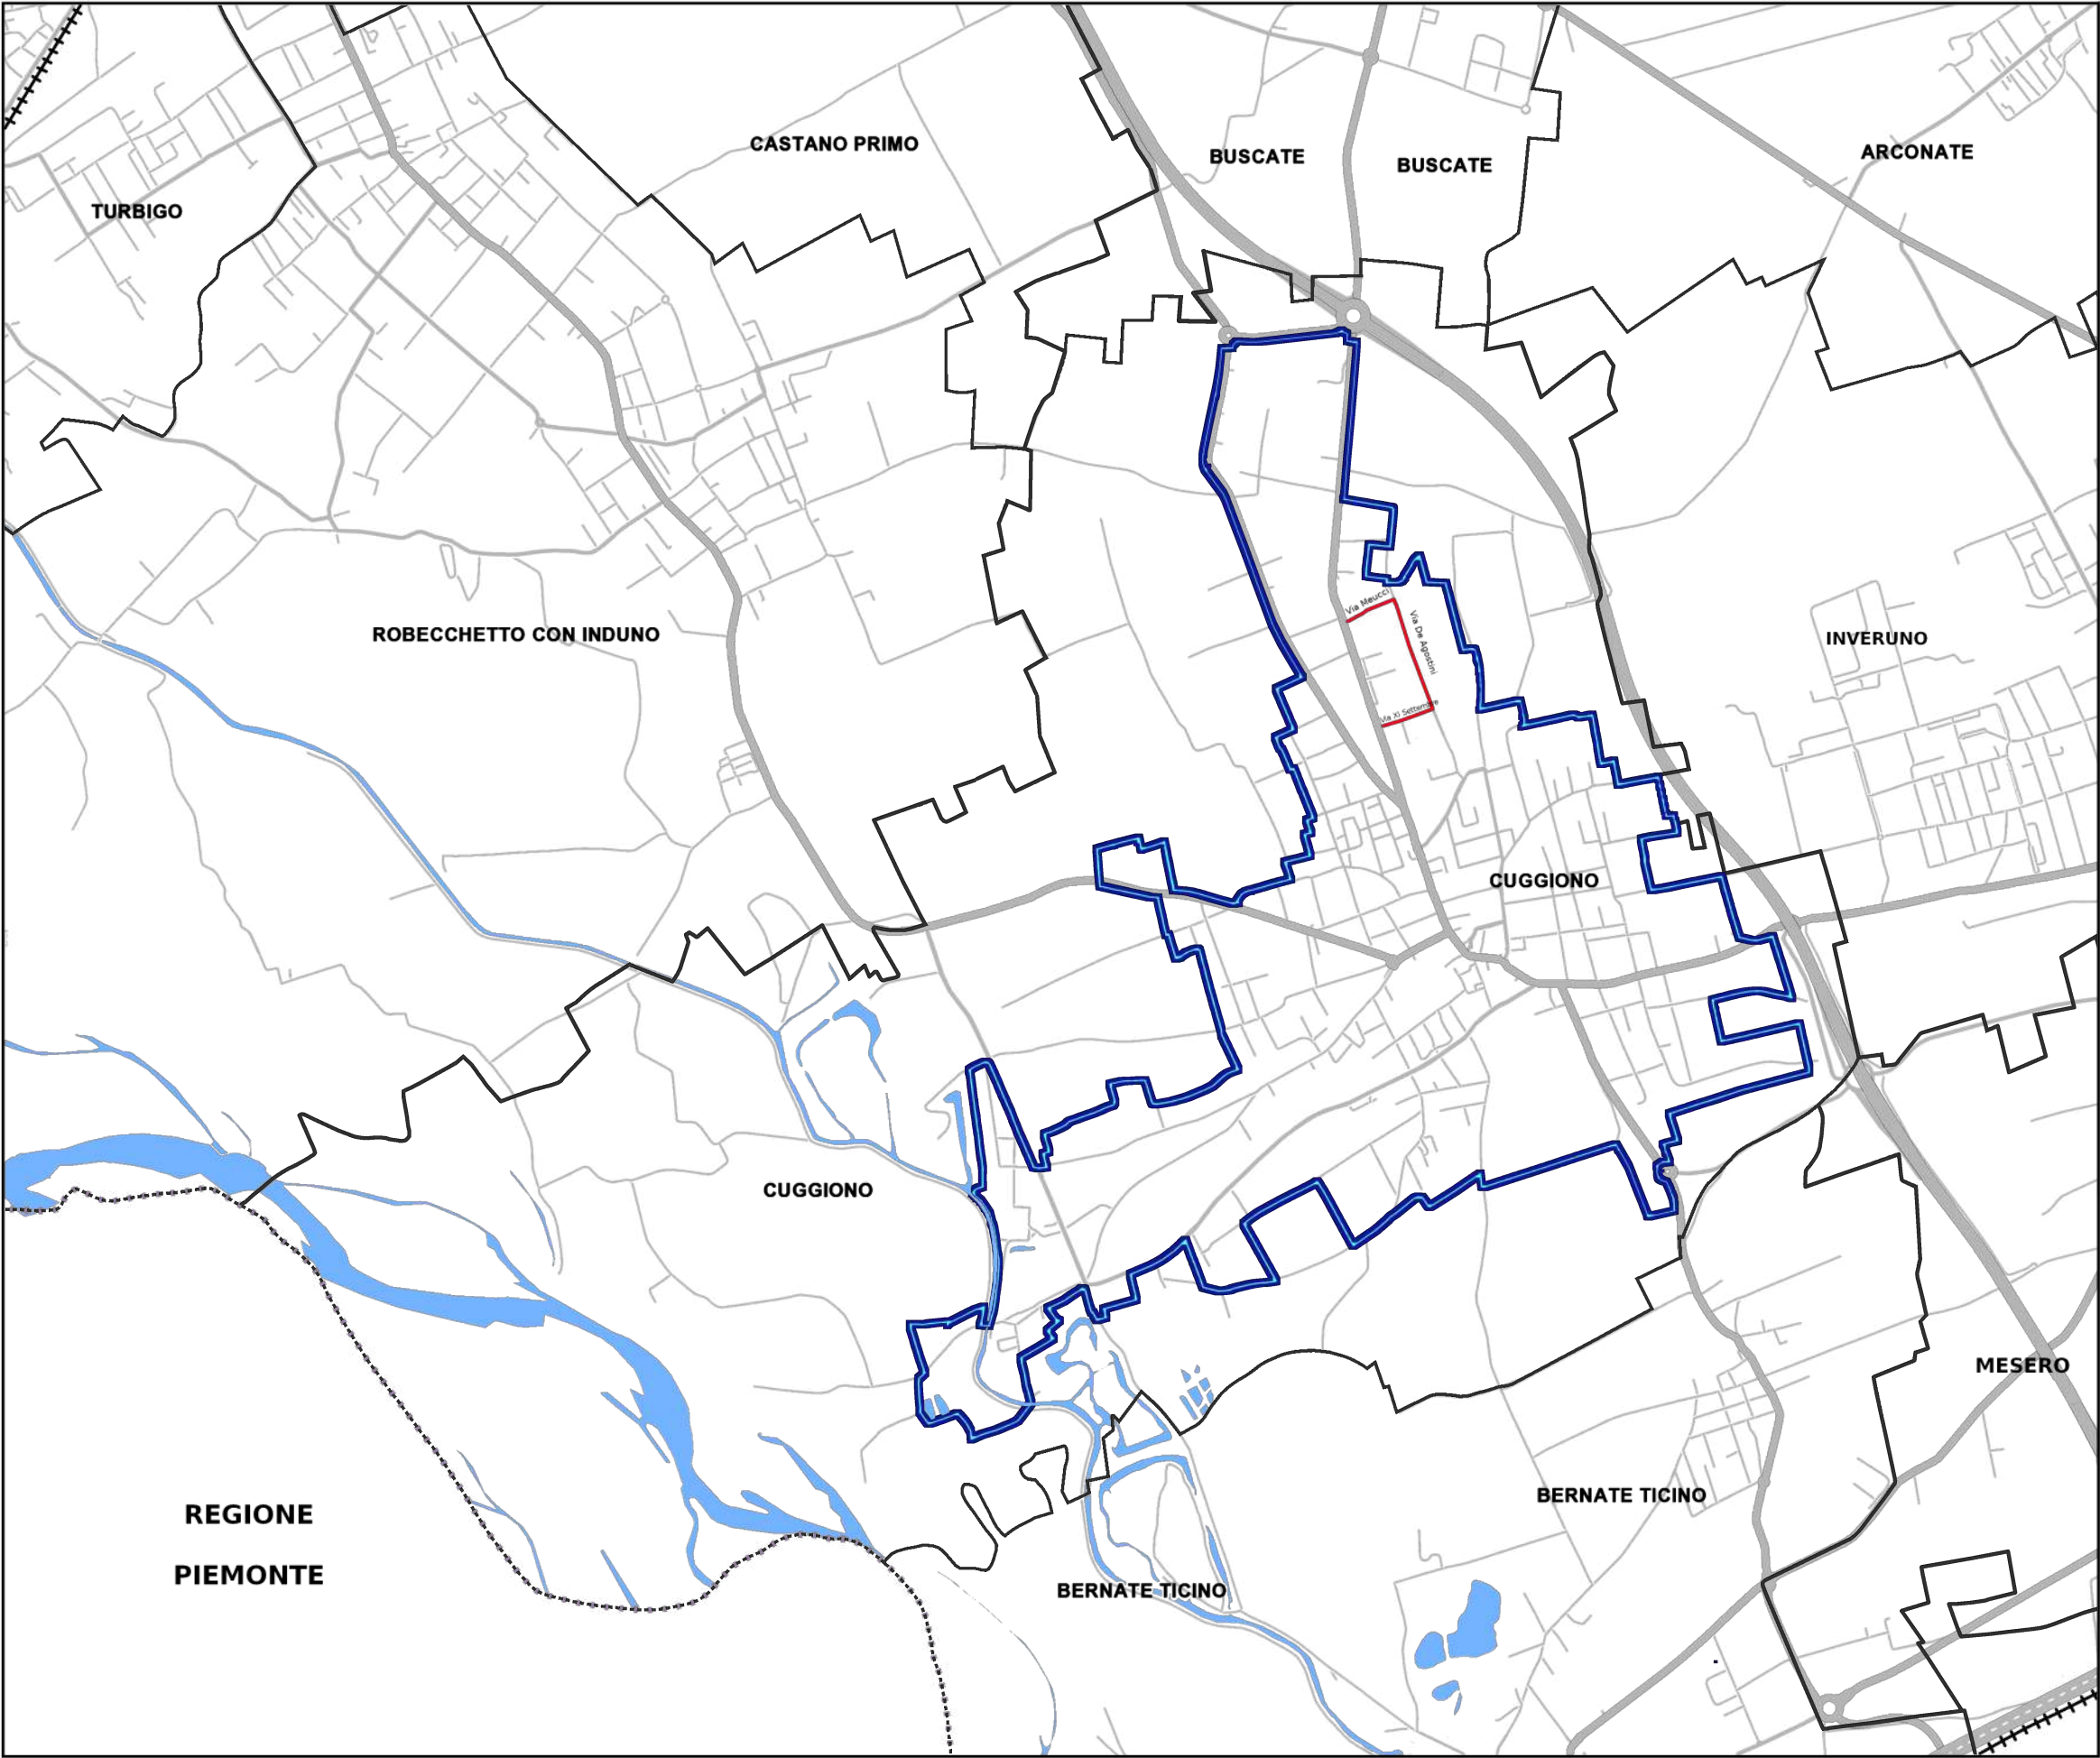 CASTANO PRIMO
BUSCATE
BUSCATE
ARCONATE
TURBIGO
Via Meucci
Via De Agostini
ROBECCHETTO CON INDUNO
INVERUNO
Via XI Settembre
CUGGIONO
CUGGIONO
MESERO
BERNATE TICINO
REGIONE
PIEMONTE
BERNATE TICINO